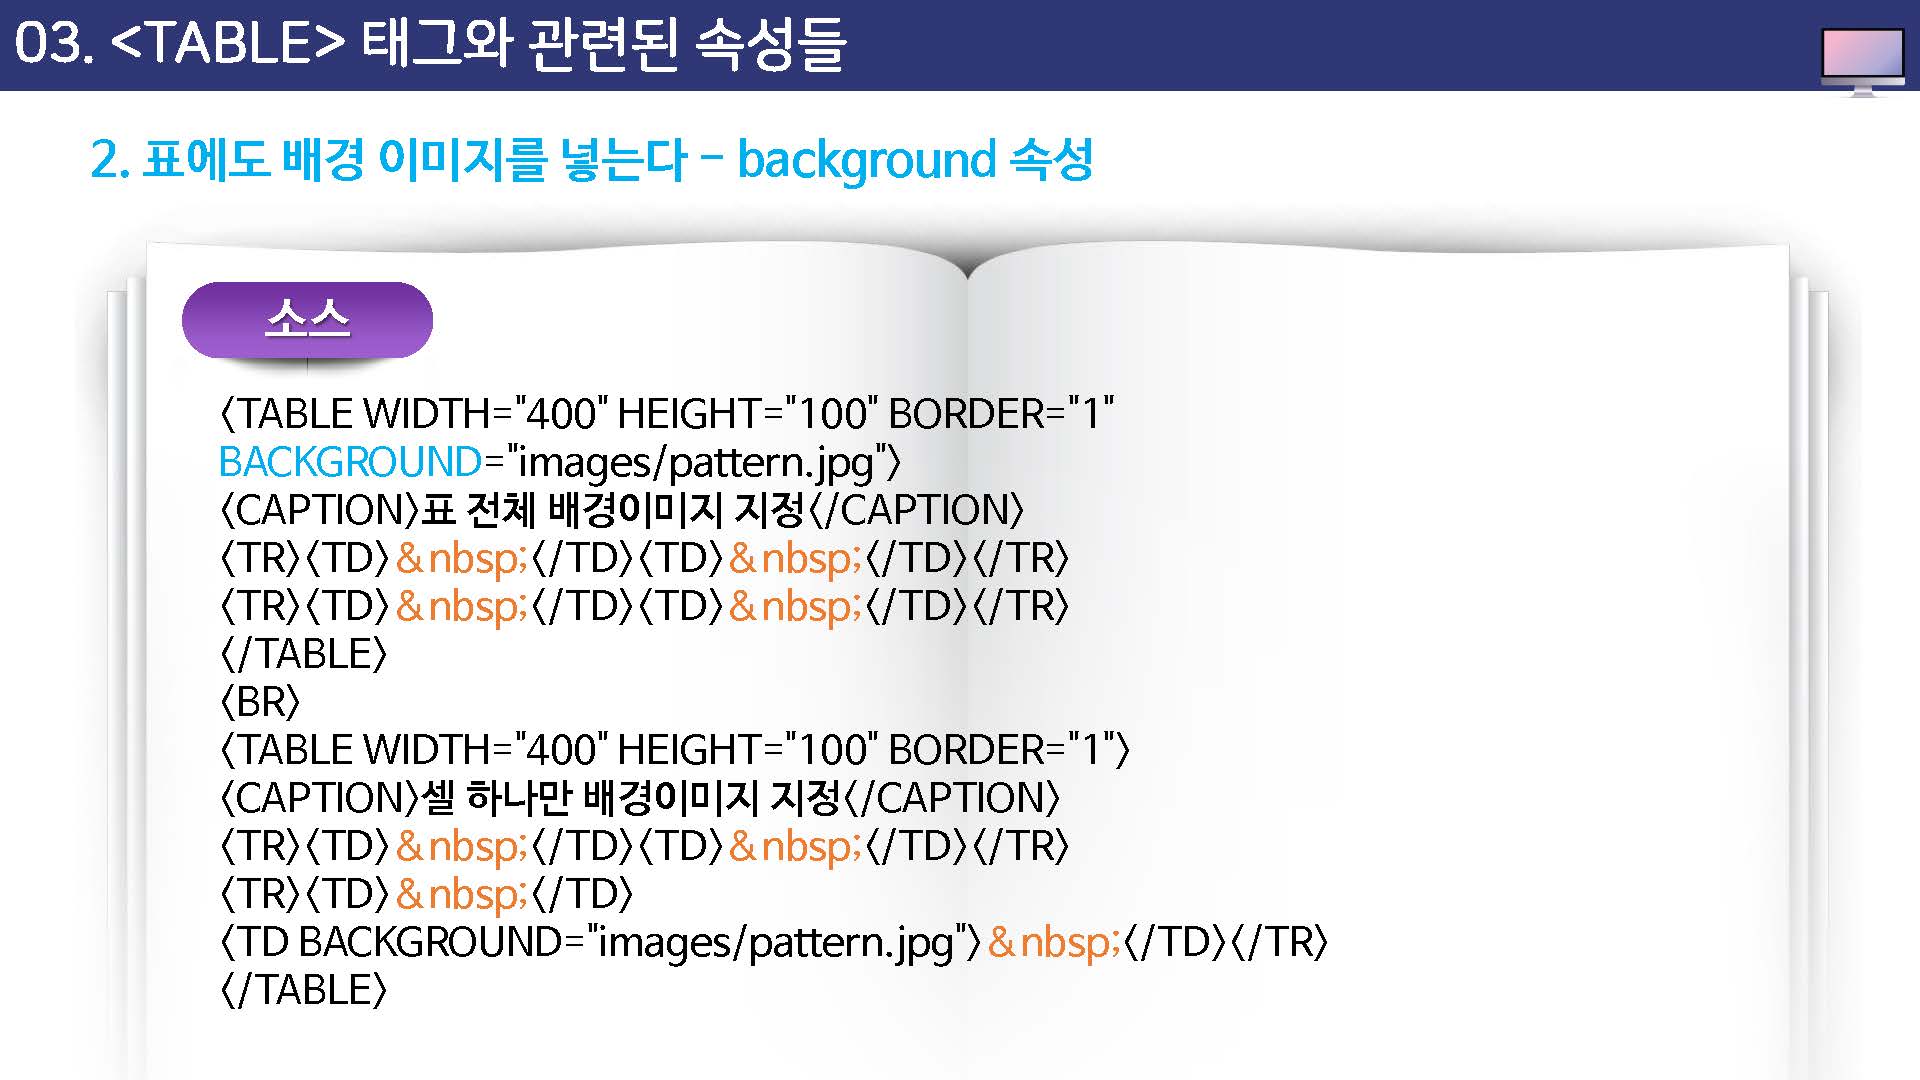 03. <TABLE> 태그와 관련된 속성들
2. 표에도 배경 이미지를 넣는다 - background 속성
소스
<TABLE WIDTH="400" HEIGHT="100" BORDER="1"
BACKGROUND="images/pattern.jpg">
<CAPTION>표 전체 배경이미지 지정</CAPTION>
<TR><TD>&nbsp;</TD><TD>&nbsp;</TD></TR>
<TR><TD>&nbsp;</TD><TD>&nbsp;</TD></TR>
</TABLE>
<BR>
<TABLE WIDTH="400" HEIGHT="100" BORDER="1">
<CAPTION>셀 하나만 배경이미지 지정</CAPTION>
<TR><TD>&nbsp;</TD><TD>&nbsp;</TD></TR>
<TR><TD>&nbsp;</TD>
<TD BACKGROUND="images/pattern.jpg">&nbsp;</TD></TR>
</TABLE>